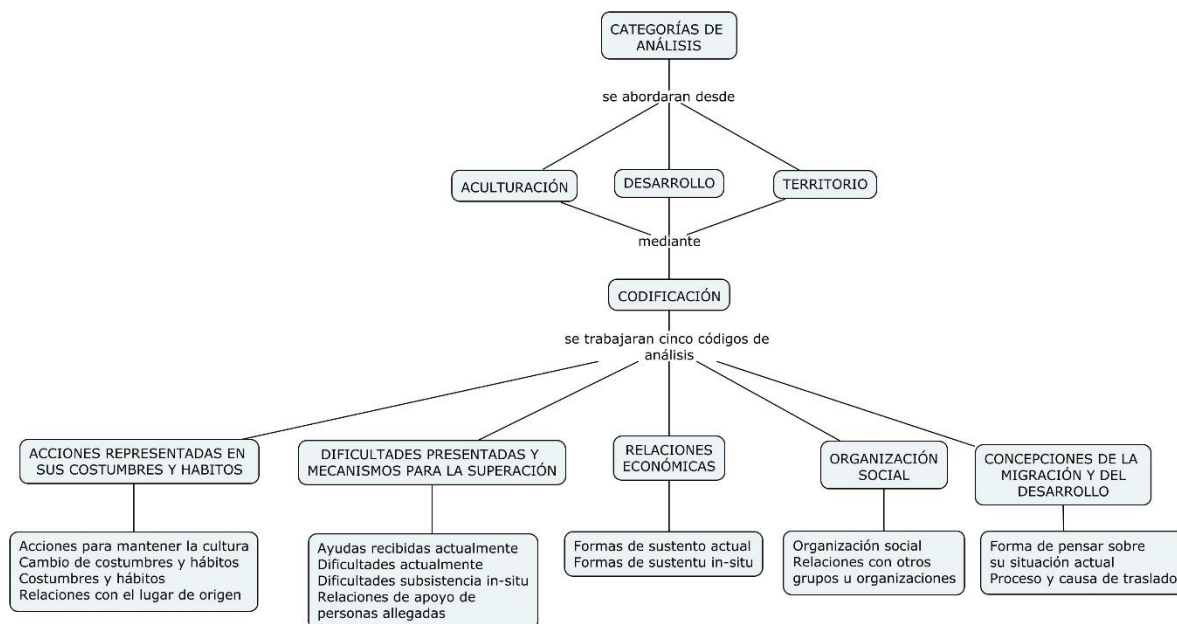 CATEGORÍAS DE
ANÁLISIS
se abordaran desde
ACULTURACIÓN
DESARROLLO
TERRITORIO
mediante
CODIFICACIÓN
se trabajaran cinco códigos de
análisis
ACCIONES REPRESENTADAS EN
SUS COSTUMBRES Y HABITOS
DIFICULTADES PRESENTADAS Y
MECANISMOS PARA LA SUPERACIÓN
RELACIONES
ECONÓMICAS
ORGANIZACIÓN
SOCIAL
CONCEPCIONES DE LA
MIGRACIÓN Y DEL
DESARROLLO
Acciones para mantener la cultura
Cambio de costumbres y hábitos
Costumbres y hábitos
Relaciones con el lugar de origen
Ayudas recibidas actualmente
Dificultades actualmente
Dificultades subsistencia in-situ
Relaciones de apoyo de
personas allegadas
Formas de sustento actual
Formas de sustentu in-situ
Organización social
Relaciones con otros
grupos u organizaciones
Forma de pensar sobre
su situación actual
Proceso y causa de traslado